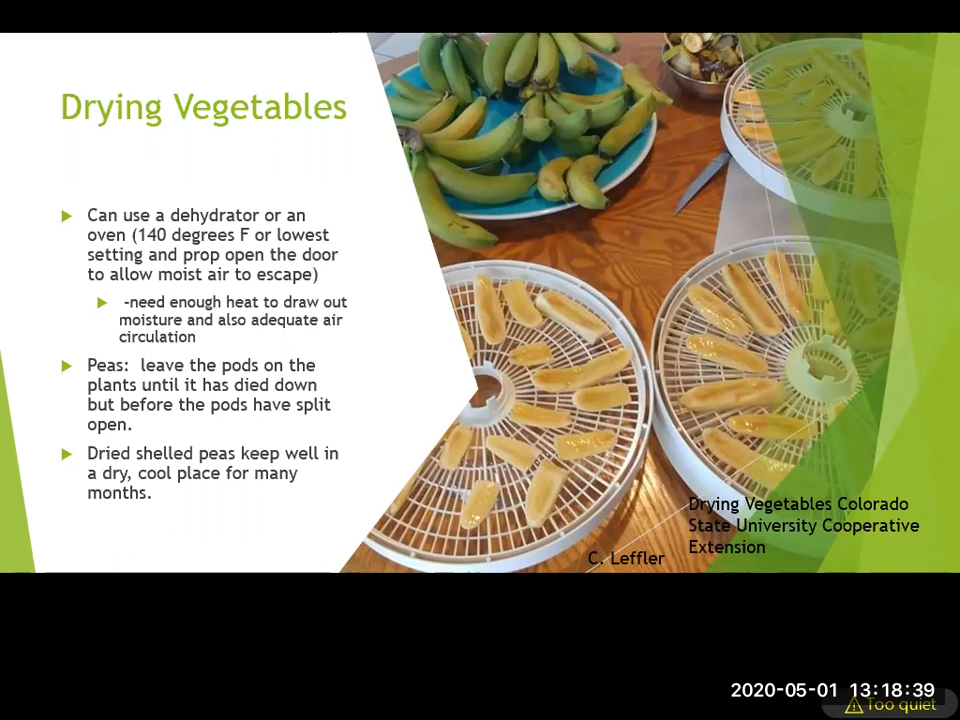 Drying Vegetables
Can use a dehydrator or an
oven (140 degrees F or lowest
setting and prop open the door
to allow moist air to escape)
-need enough heat to draw out
moisture and also adequate air
circulation
Peas: leave the pods on the
plants until it has died down
but before the pods have split
open.
Dried shelled peas keep well in
a dry, cool place for many
months.
Drying Vegetables Colorado
State University Cooperative
Extension
C. Leffler
2020-05-01 13:18:39
Too quiet